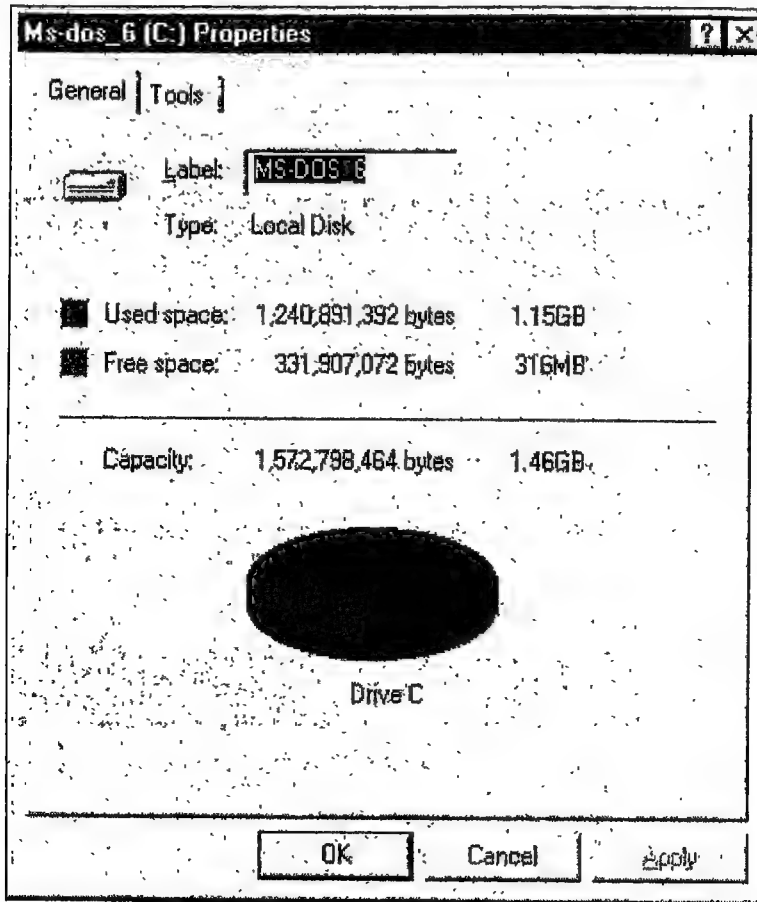 Ms-dos_6 (C:) Properties ? ×
General Tools
Label: MS-DOS_6
Type: Local Disk
Used space: 1,240,891,392 bytes 1.15GB
Free space: 331,907,072 bytes 316MB
Capacity: 1,572,798,464 bytes 1.46GB
Drive C
OK Cancel Apply